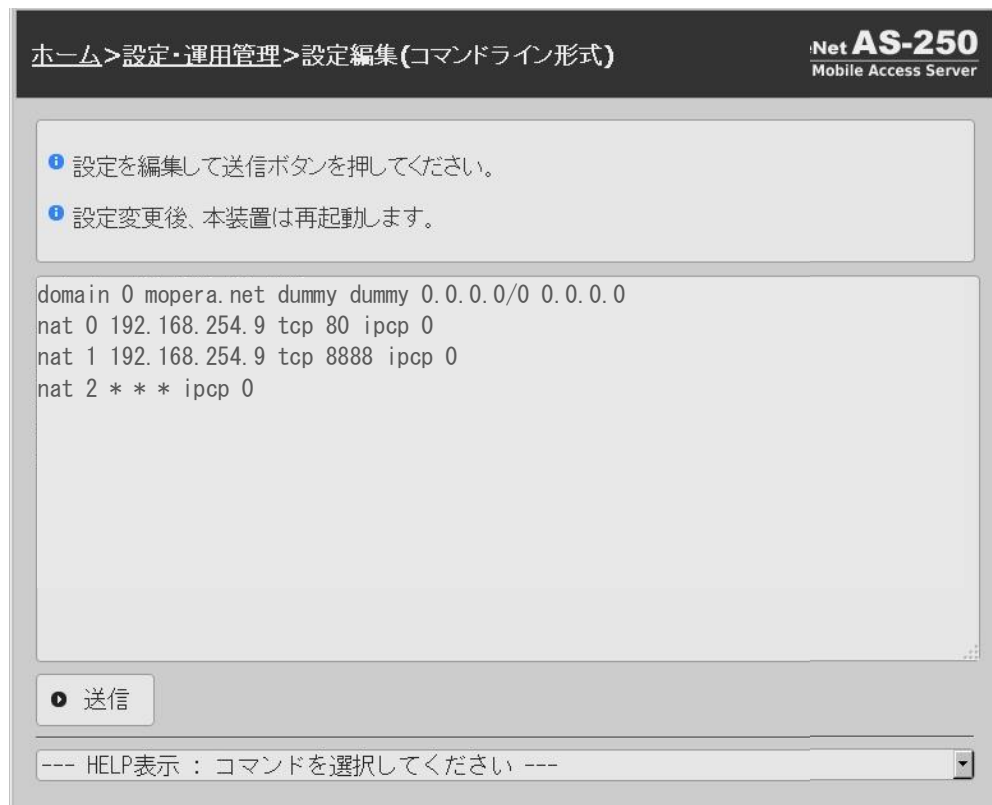 ホーム>設定・運用管理>設定編集(コマンドライン形式)
Net AS-250
Mobile Access Server
設定を編集して送信ボタンを押してください。
設定変更後、本装置は再起動します。
domain 0 mopera.net dummy dummy 0.0.0.0/0 0.0.0.0
nat 0 192.168.254.9 tcp 80 ipcp 0
nat 1 192.168.254.9 tcp 8888 ipcp 0
nat 2 * * * ipcp 0
送信
--- HELP表示 : コマンドを選択してください ---